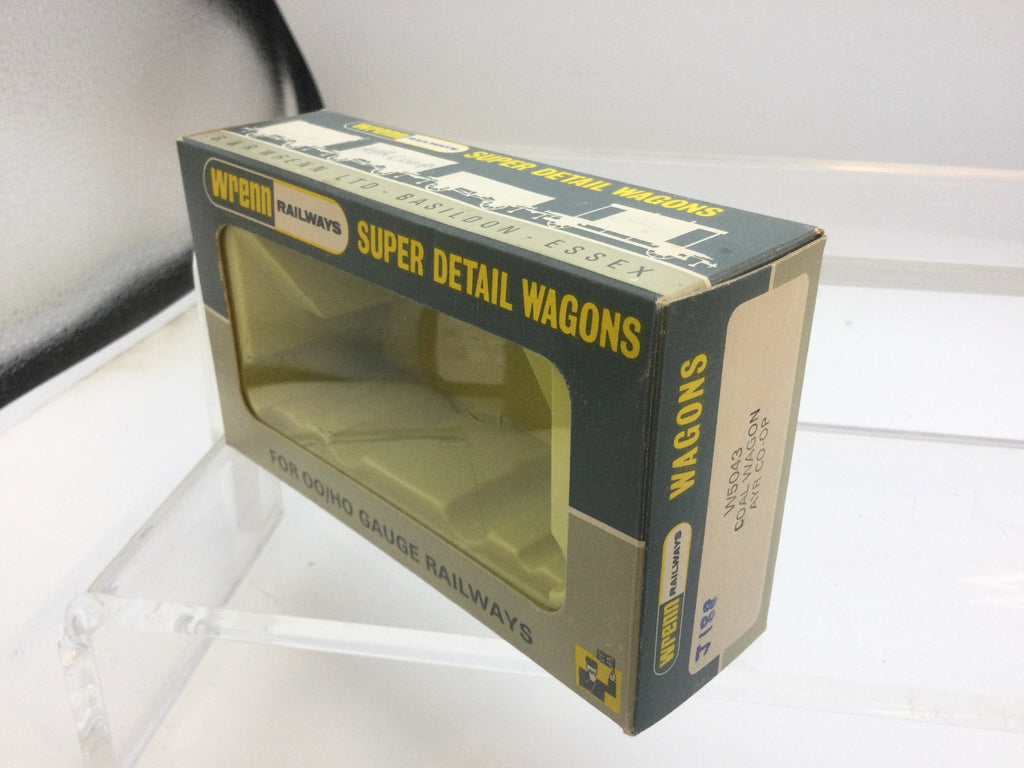 wrenn RAILWAYS SUPER DETAIL WAGONS
G & R WRENN LTD - BASILDON - ESSEX
wrenn RAILWAYS
SUPER DETAIL WAGONS
FOR OO/HO GAUGE RAILWAYS
wrenn RAILWAYS WAGONS
W5043
COAL WAGON
AYR CO-OP